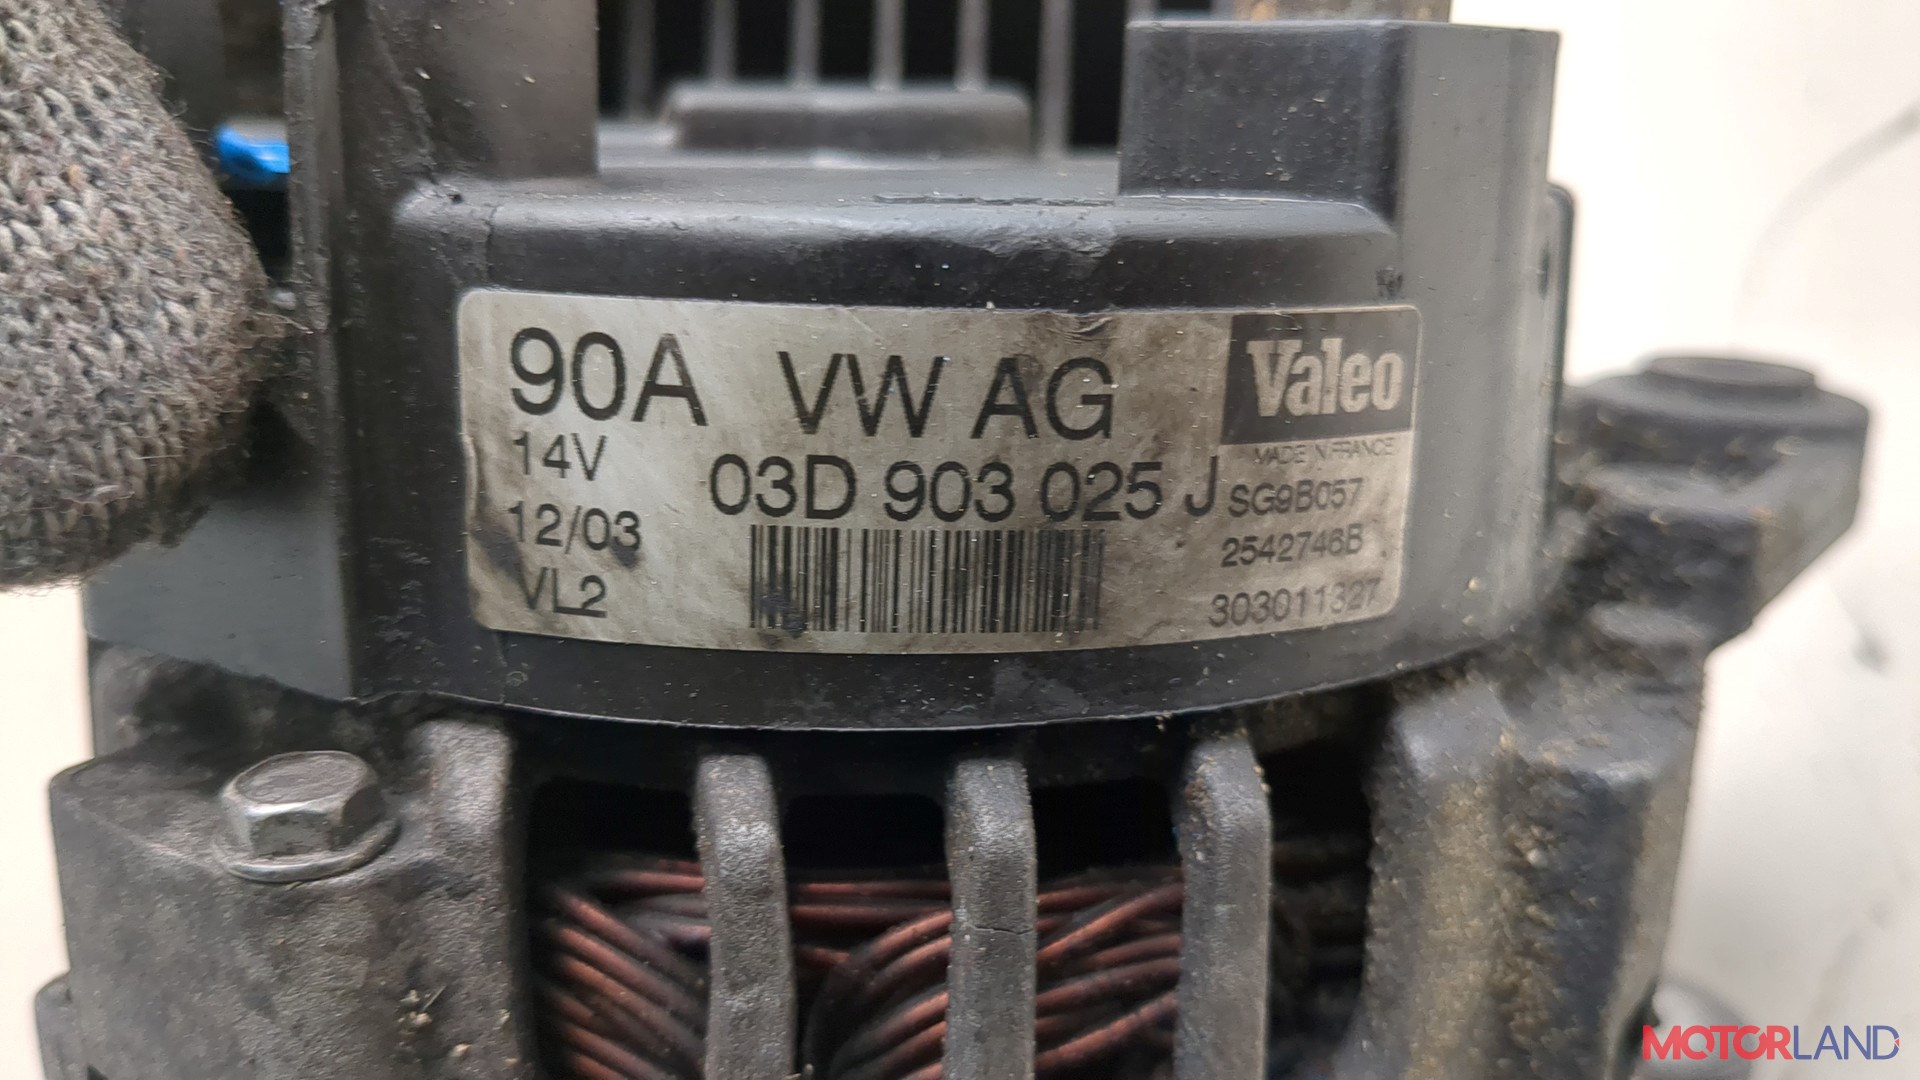 90A VW AG Valeo
14V MADE IN FRANCE
03D 903 025 J SG9B057
12/03 2542746B
VL2 303011327
MOTORLAND